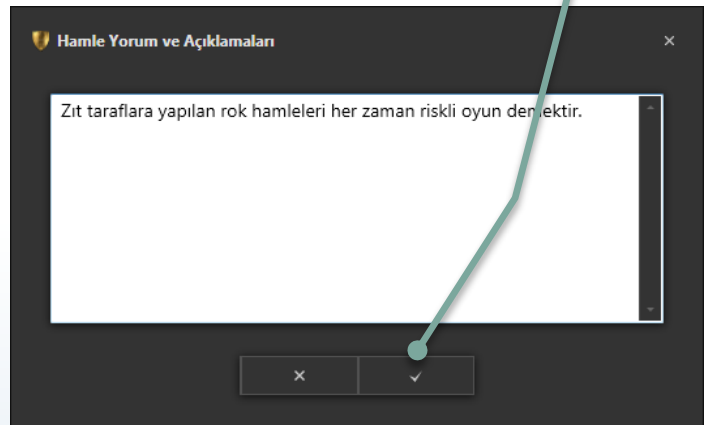 Hamle Yorum ve Açıklamaları
Zıt taraflara yapılan rok hamleleri her zaman riskli oyun demektir.